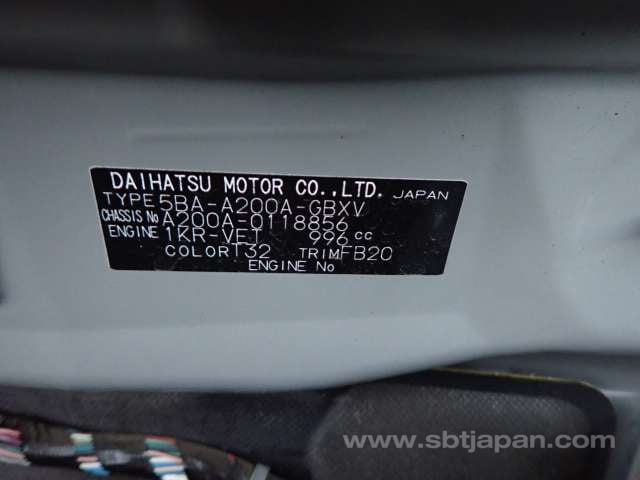 DAIHATSU MOTOR CO.,LTD. JAPAN
TYPE 5BA-A200A-GBXV
CHASSIS No A200A-0118856
ENGINE 1KR-VET 996 cc
COLOR T32 TRIM FB20
ENGINE No
www.sbtjapan.com